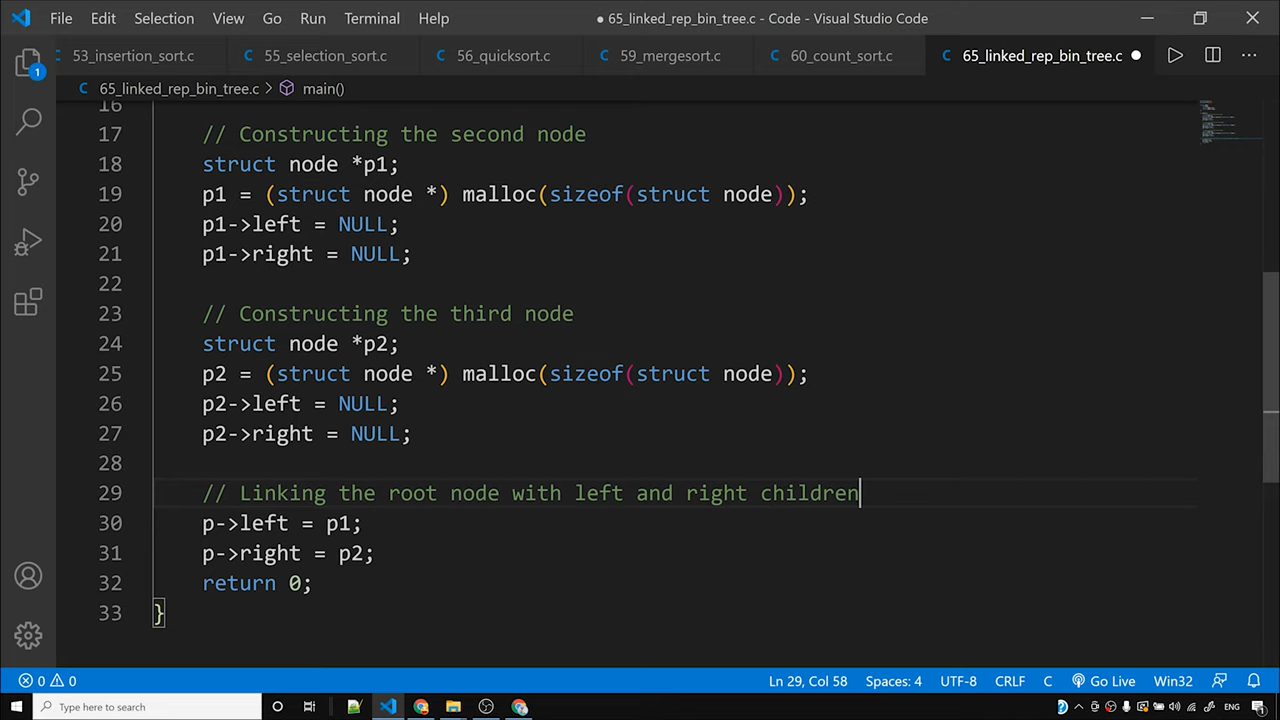 File Edit Selection View Go Run Terminal Help
● 65_linked_rep_bin_tree.c - Code - Visual Studio Code
C 53_insertion_sort.c C 55_selection_sort.c C 56_quicksort.c C 59_mergesort.c C 60_count_sort.c C 65_linked_rep_bin_tree.c ●
1
C 65_linked_rep_bin_tree.c > main()
16
17 // Constructing the second node
18 struct node *p1;
19 p1 = (struct node *) malloc(sizeof(struct node));
20 p1->left = NULL;
21 p1->right = NULL;
22
23 // Constructing the third node
24 struct node *p2;
25 p2 = (struct node *) malloc(sizeof(struct node));
26 p2->left = NULL;
27 p2->right = NULL;
28
29 // Linking the root node with left and right children
30 p->left = p1;
31 p->right = p2;
32 return 0;
33 }
0 0 Ln 29, Col 58 Spaces: 4 UTF-8 CRLF C Go Live Win32
Type here to search ENG 1